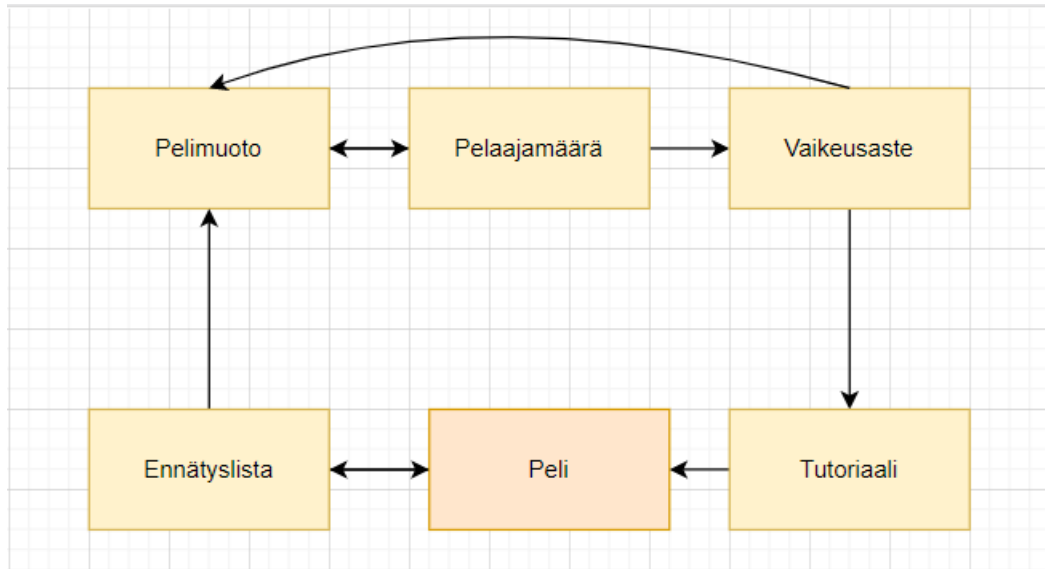 Pelimuoto
Pelaajamäärä
Vaikeusaste
Ennätyslista
Peli
Tutoriaali